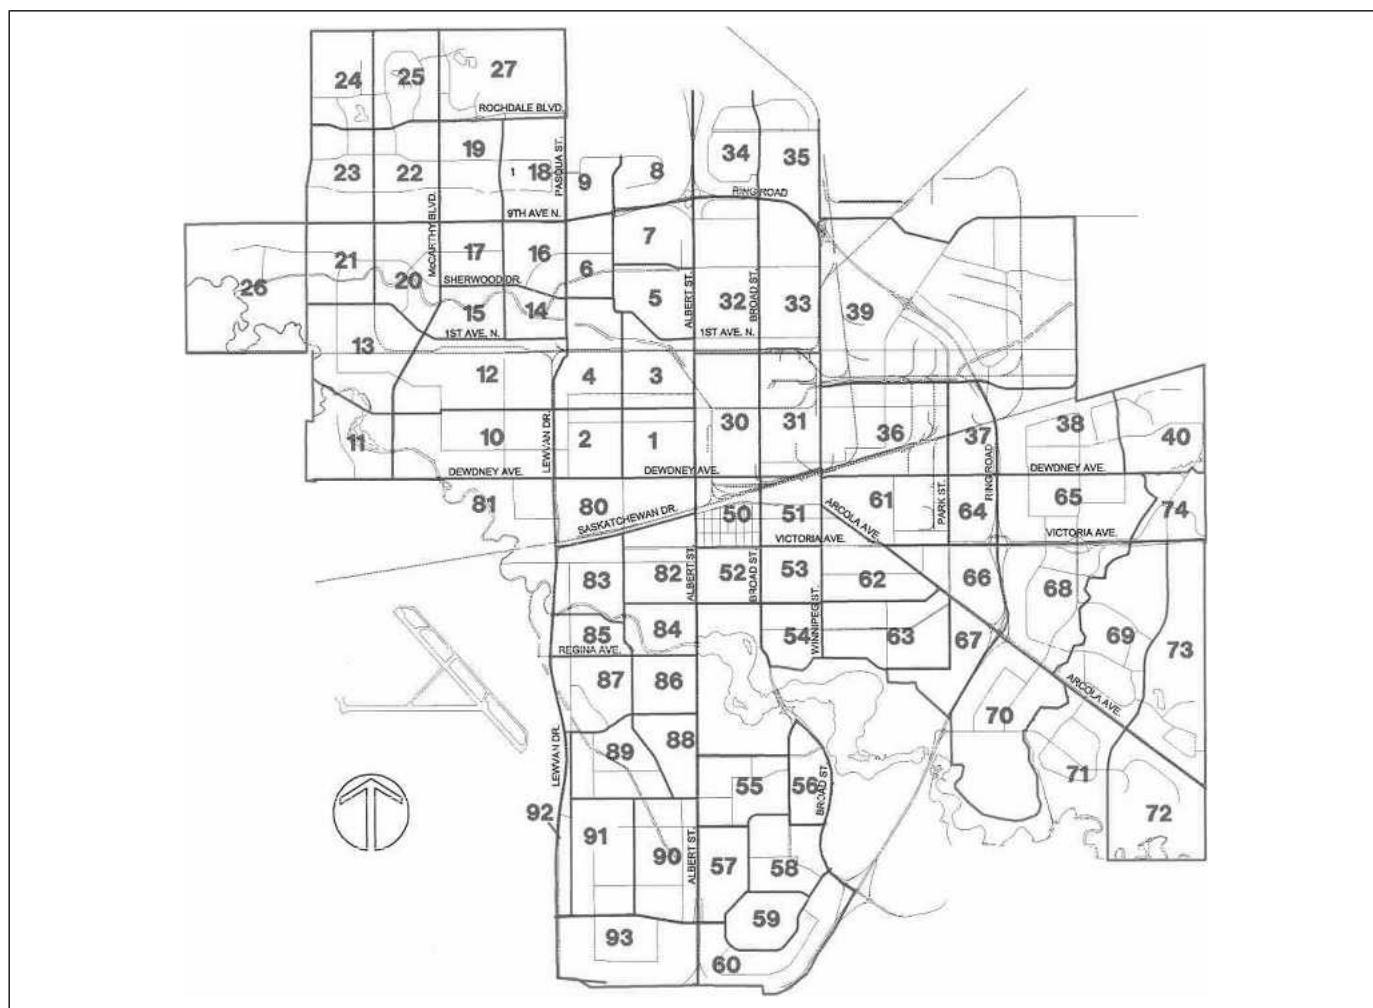 27
24
25
ROCHDALE BLVD.
19
34
35
23
22
1
18
PASQUA ST.
9
8
RING ROAD
9TH AVE N.
McCARTHY BLVD.
7
21
17
16
6
26
20
SHERWOOD DR.
5
ALBERT ST.
32
BROAD ST.
33
39
15
14
1ST AVE. N.
1ST AVE. N.
13
12
4
3
11
10
LEWVAN DR.
2
1
30
31
36
37
RING ROAD
38
40
DEWDNEY AVE.
DEWDNEY AVE.
DEWDNEY AVE.
81
80
SASKATCHEWAN DR.
50
51
ARCOLA AVE.
61
PARK ST.
64
65
74
VICTORIA AVE.
VICTORIA AVE.
83
82
ALBERT ST.
52
BROAD ST.
53
62
66
68
85
84
54
WINNIPEG ST.
63
67
69
73
REGINA AVE.
87
86
70
ARCOLA AVE.
LEWVAN DR.
89
88
55
56
BROAD ST.
71
72
92
91
90
ALBERT ST.
57
58
59
93
60